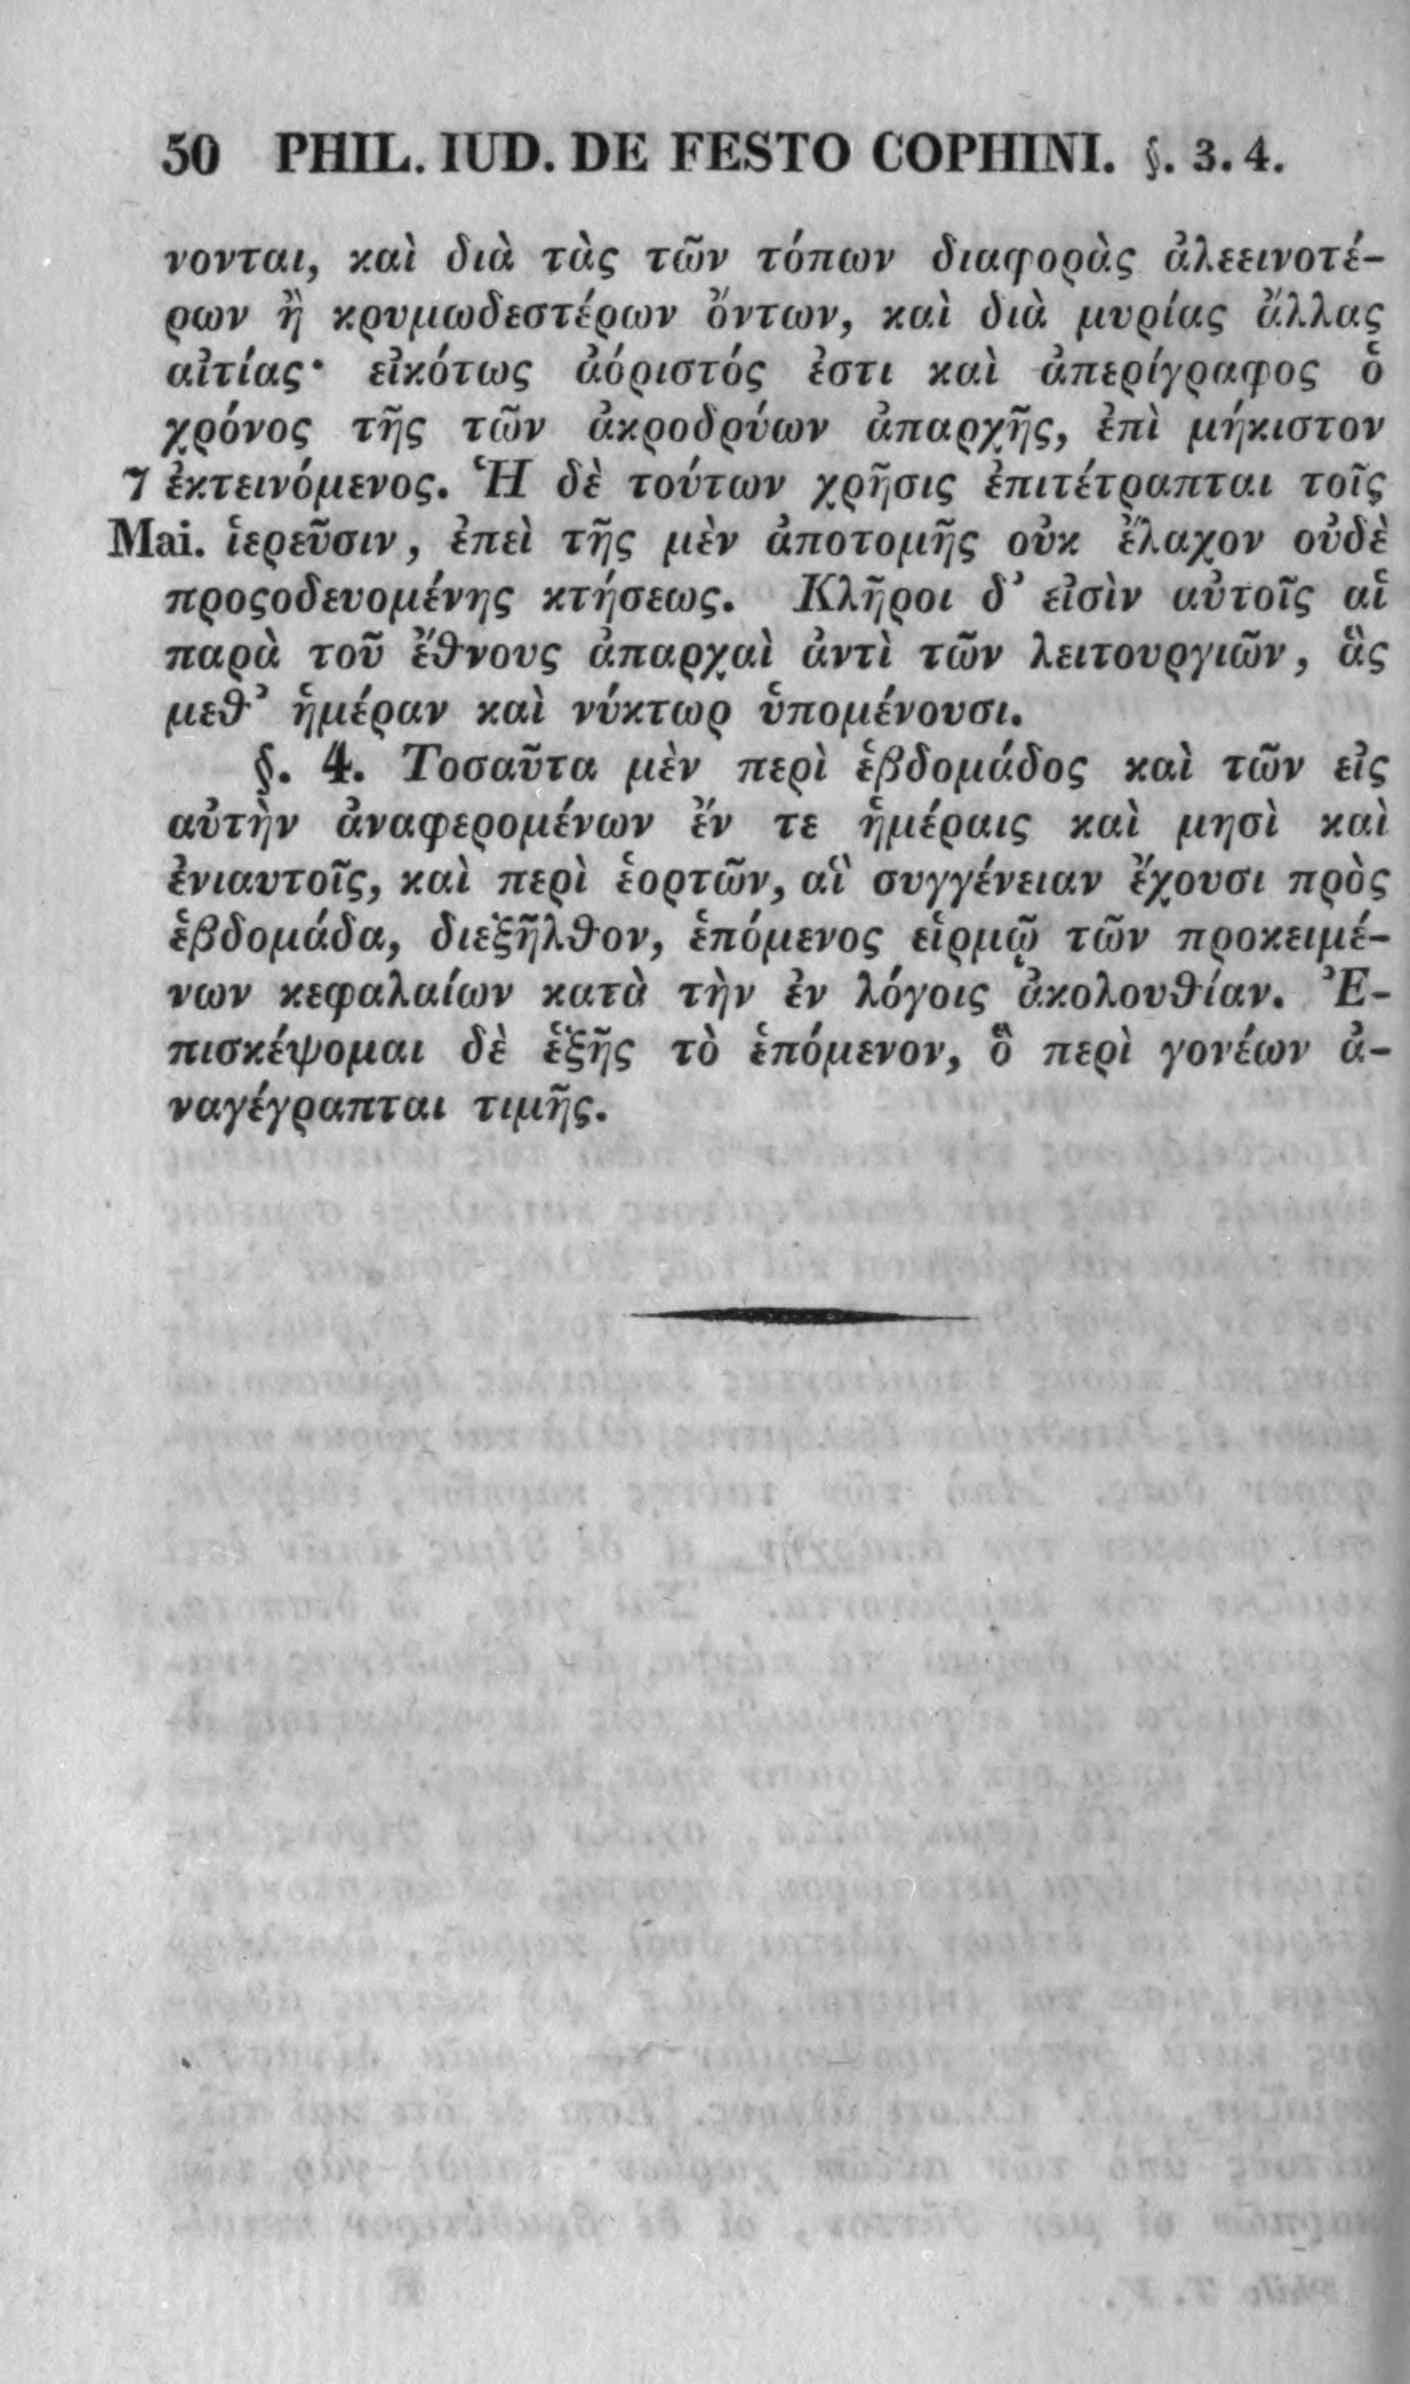 50 PHIL. IUD. DE FESTO COPHINI. §. 3. 4.
νονται, καὶ διὰ τὰς τῶν τόπων διαφορὰς ἀλεεινοτέ-
ρων ἢ κρυμωδεστέρων ὄντων, καὶ διὰ μυρίας ἄλλας
αἰτίας· εἰκότως ἀόριστός ἐστι καὶ ἀπερίγραφος ὁ
χρόνος τῆς τῶν ἀκροδρύων ἀπαρχῆς, ἐπὶ μήκιστον
7 ἐκτεινόμενος. Ἡ δὲ τούτων χρῆσις ἐπιτέτραπται τοῖς
Mai. ἱερεῦσιν, ἐπεὶ τῆς μὲν ἀποτομῆς οὐκ ἔλαχον οὐδὲ
προςοδευομένης κτήσεως. Κλῆροι δ’ εἰσὶν αὐτοῖς αἱ
παρὰ τοῦ ἔθνους ἀπαρχαὶ ἀντὶ τῶν λειτουργιῶν, ἃς
μεθ’ ἡμέραν καὶ νύκτωρ ὑπομένουσι.
§. 4. Τοσαῦτα μὲν περὶ ἑβδομάδος καὶ τῶν εἰς
αὐτὴν ἀναφερομένων ἔν τε ἡμέραις καὶ μησὶ καὶ
ἐνιαυτοῖς, καὶ περὶ ἑορτῶν, αἳ συγγένειαν ἔχουσι πρὸς
ἑβδομάδα, διεξῆλθον, ἑπόμενος εἱρμῷ τῶν προκειμέ-
νων κεφαλαίων κατὰ τὴν ἐν λόγοις ἀκολουθίαν. Ἐ-
πισκέψομαι δὲ ἑξῆς τὸ ἑπόμενον, ὃ περὶ γονέων ἀ-
ναγέγραπται τιμῆς.